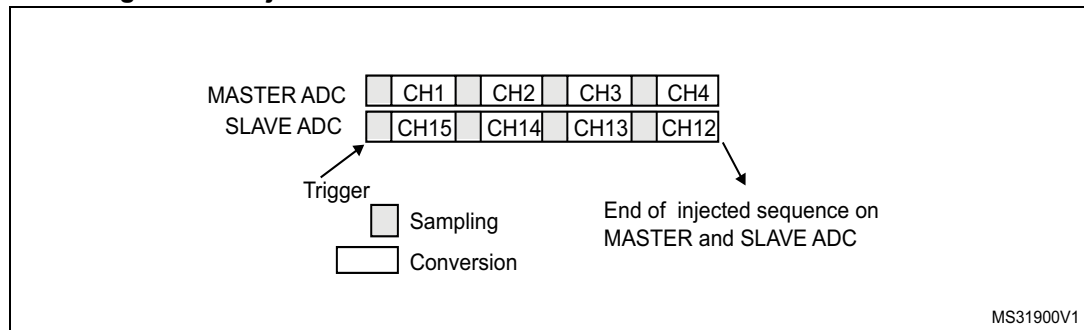 MASTER ADC CH1 CH2 CH3 CH4
SLAVE ADC CH15 CH14 CH13 CH12
Trigger
Sampling
Conversion
End of injected sequence on
MASTER and SLAVE ADC
MS31900V1